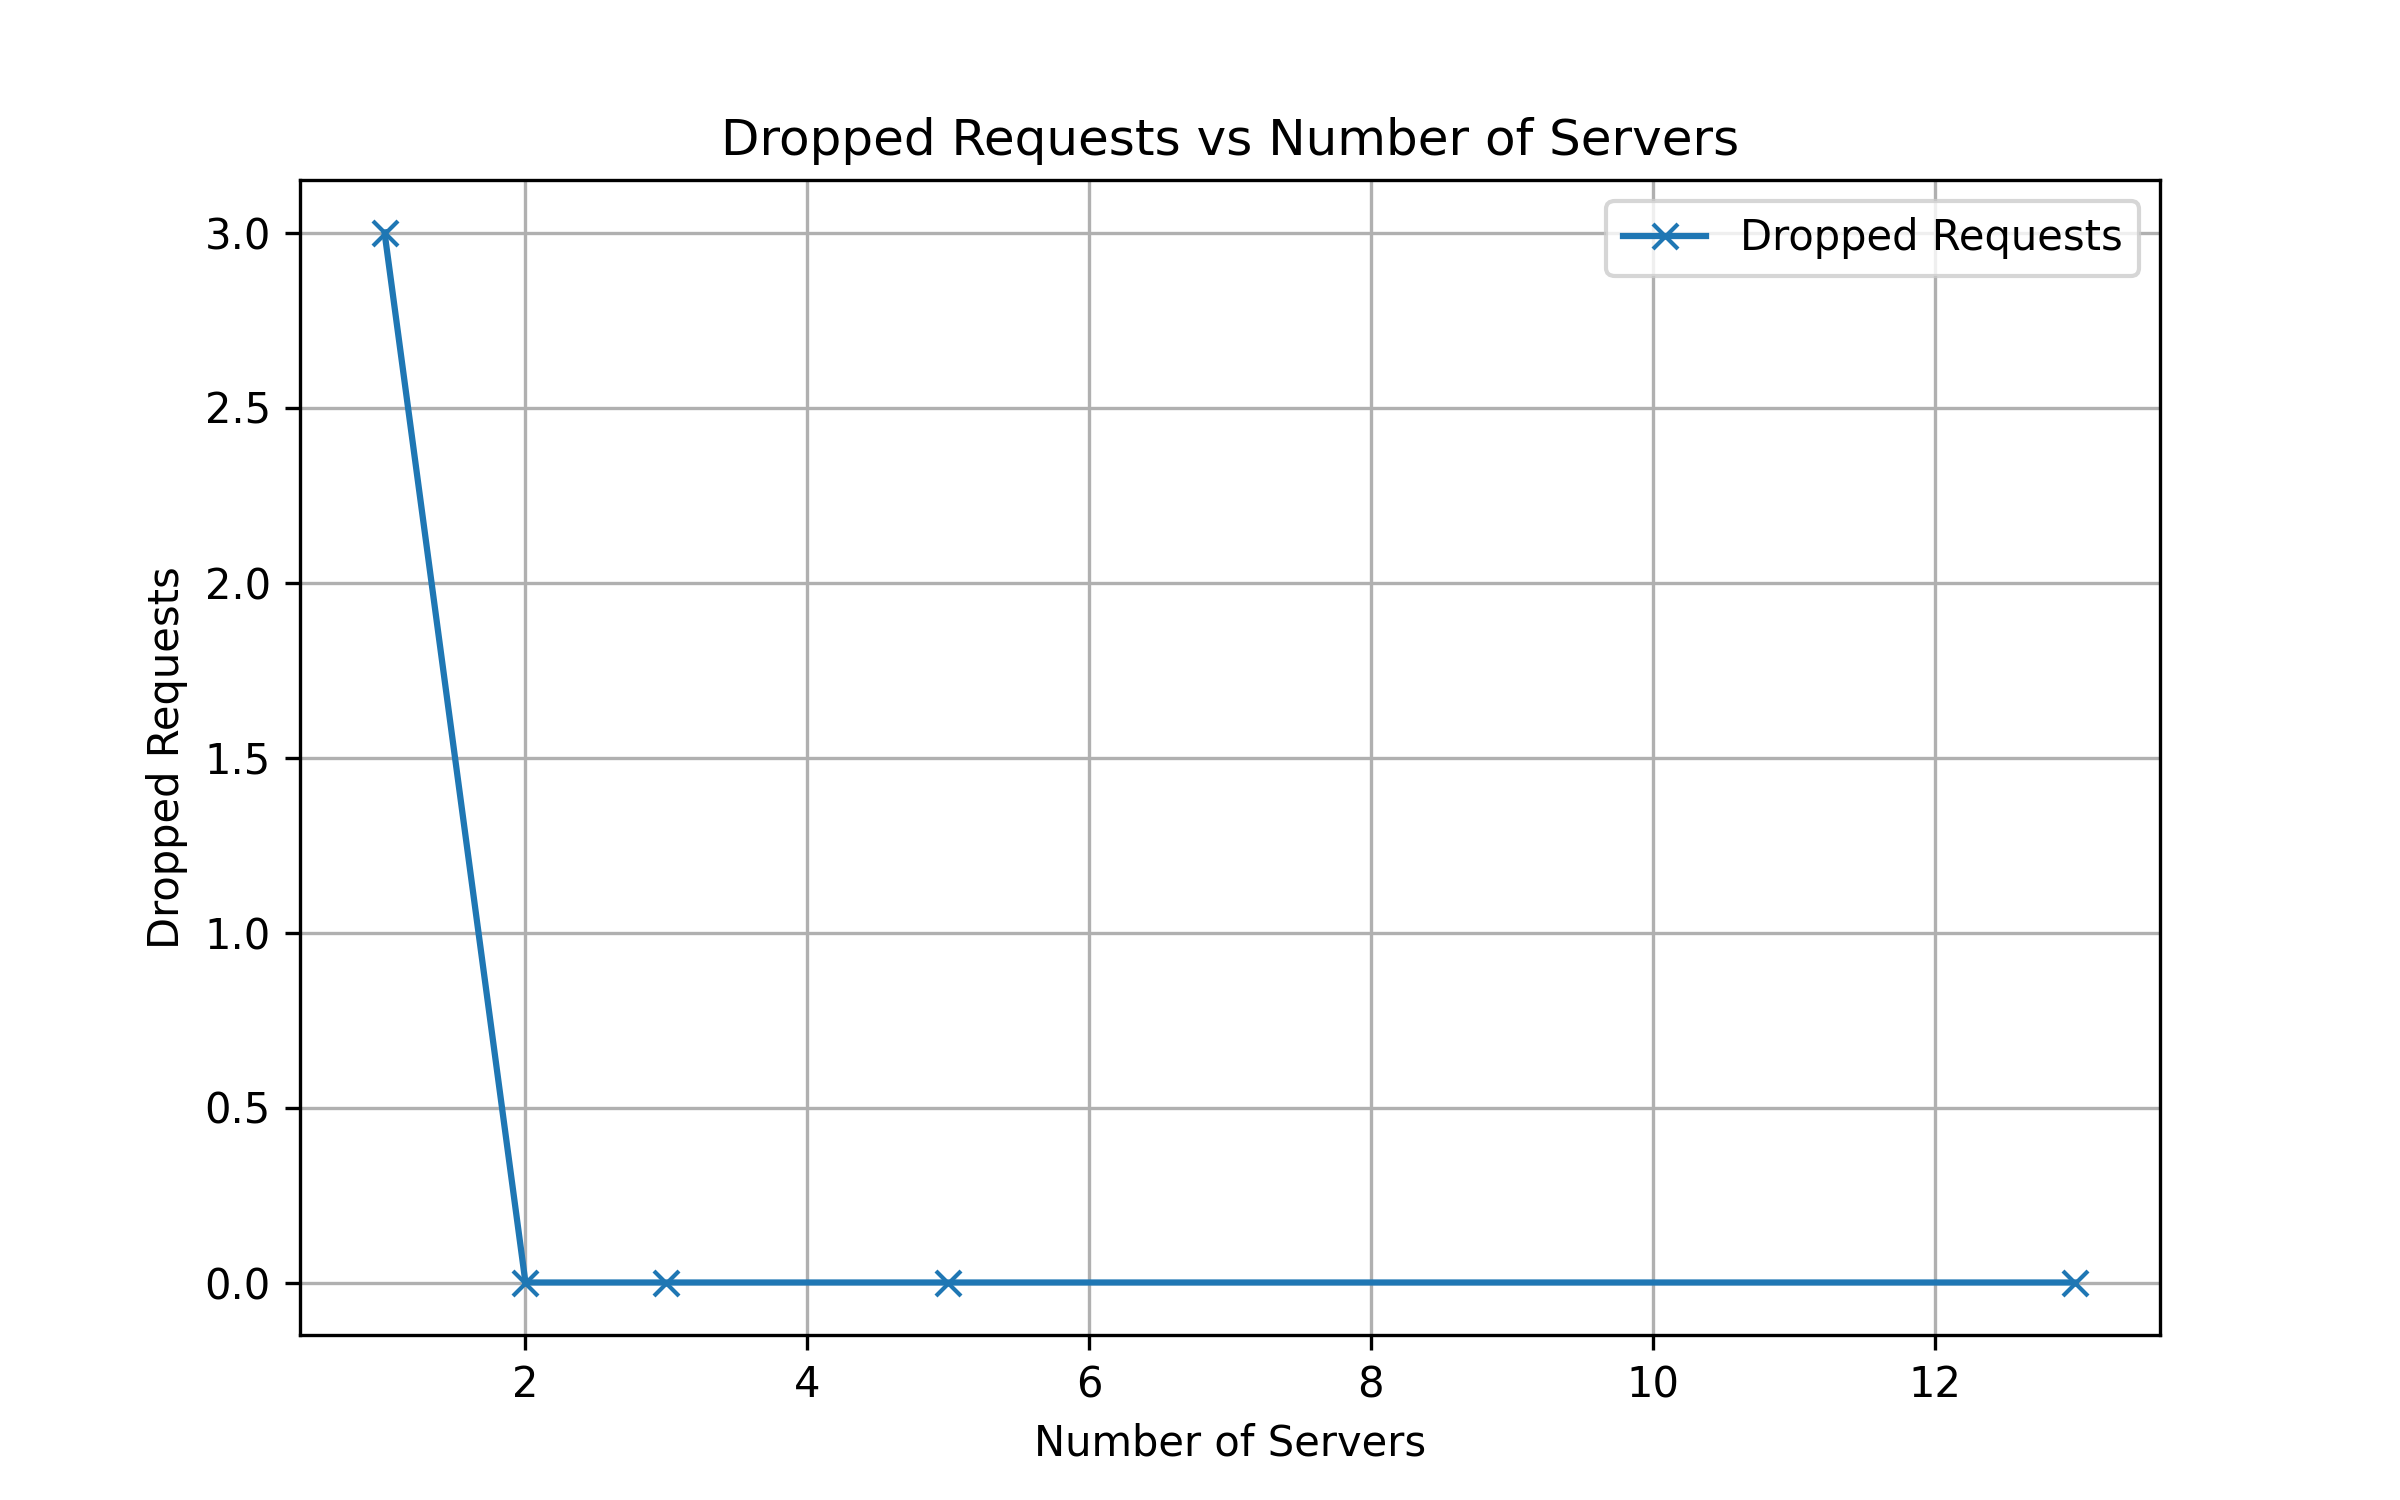 Dropped Requests vs Number of Servers
Dropped Requests
3.0
2.5
2.0
1.5
1.0
0.5
0.0
Dropped Requests
2 4 6 8 10 12
Number of Servers